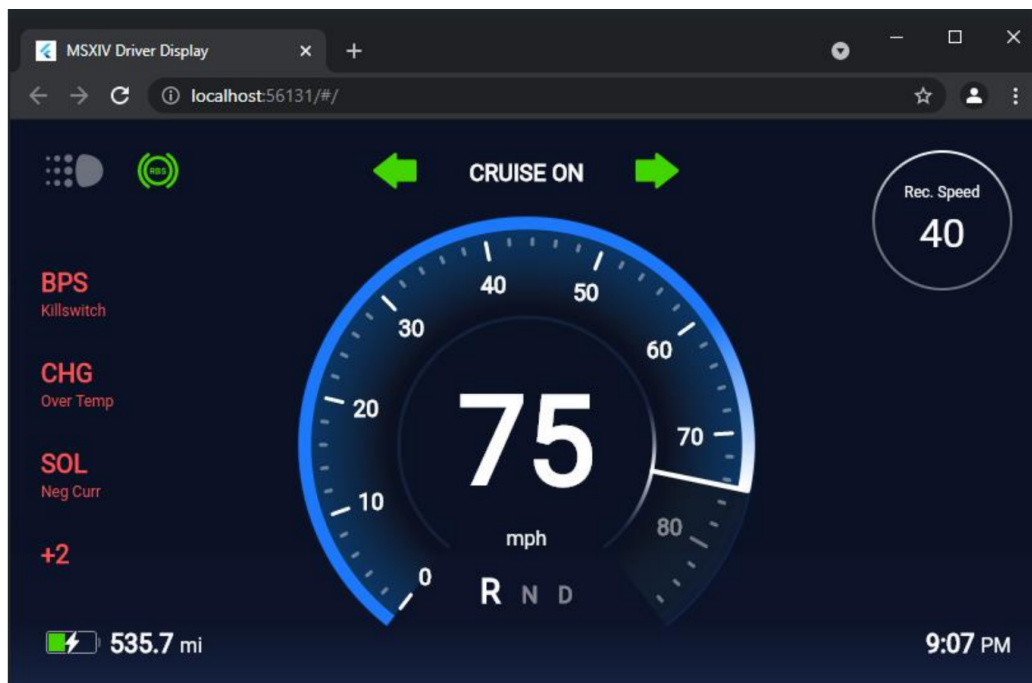 MSXIV Driver Display
localhost:56131/#/
RBS
CRUISE ON
Rec. Speed
40
BPS
Killswitch
CHG
Over Temp
SOL
Neg Curr
+2
0
10
20
30
40
50
60
70
80
75
mph
R N D
535.7 mi
9:07 PM